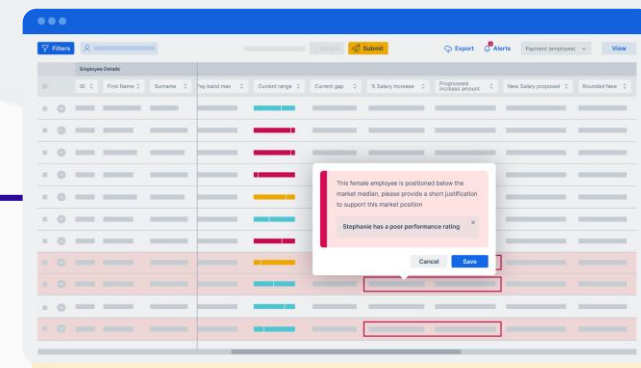 Filters
Submit
Export
Alerts
Payment (employee)
View
Employee Details
ID
First Name
Surname
Pay band max
Current range
Current gap
% Salary Increase
Prognosed
increase amount
New Salary proposed
Rounded New
This female employee is positioned below the
market median, please provide a short justification
to support this market position
Stephanie has a poor performance rating
Cancel
Save